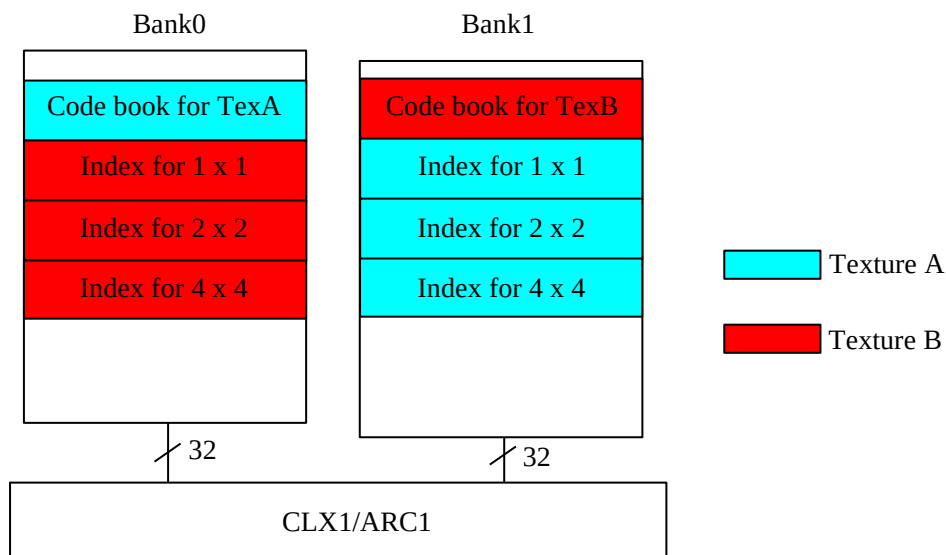 Bank0
Code book for TexA
Index for 1 x 1
Index for 2 x 2
Index for 4 x 4
32
Bank1
Code book for TexB
Index for 1 x 1
Index for 2 x 2
Index for 4 x 4
32
Texture A
Texture B
CLX1/ARC1